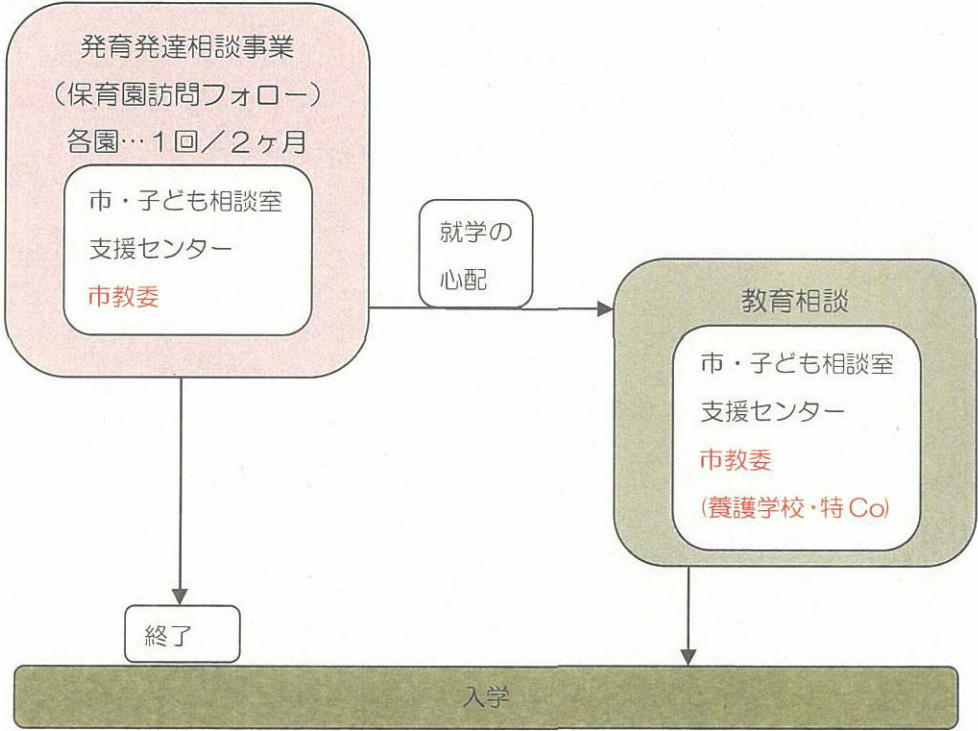 発育発達相談事業
（保育園訪問フォロー）
各園…１回／２ヶ月
市・子ども相談室
支援センター
市教委
就学の
心配
教育相談
市・子ども相談室
支援センター
市教委
(養護学校・特Co)
終了
入学